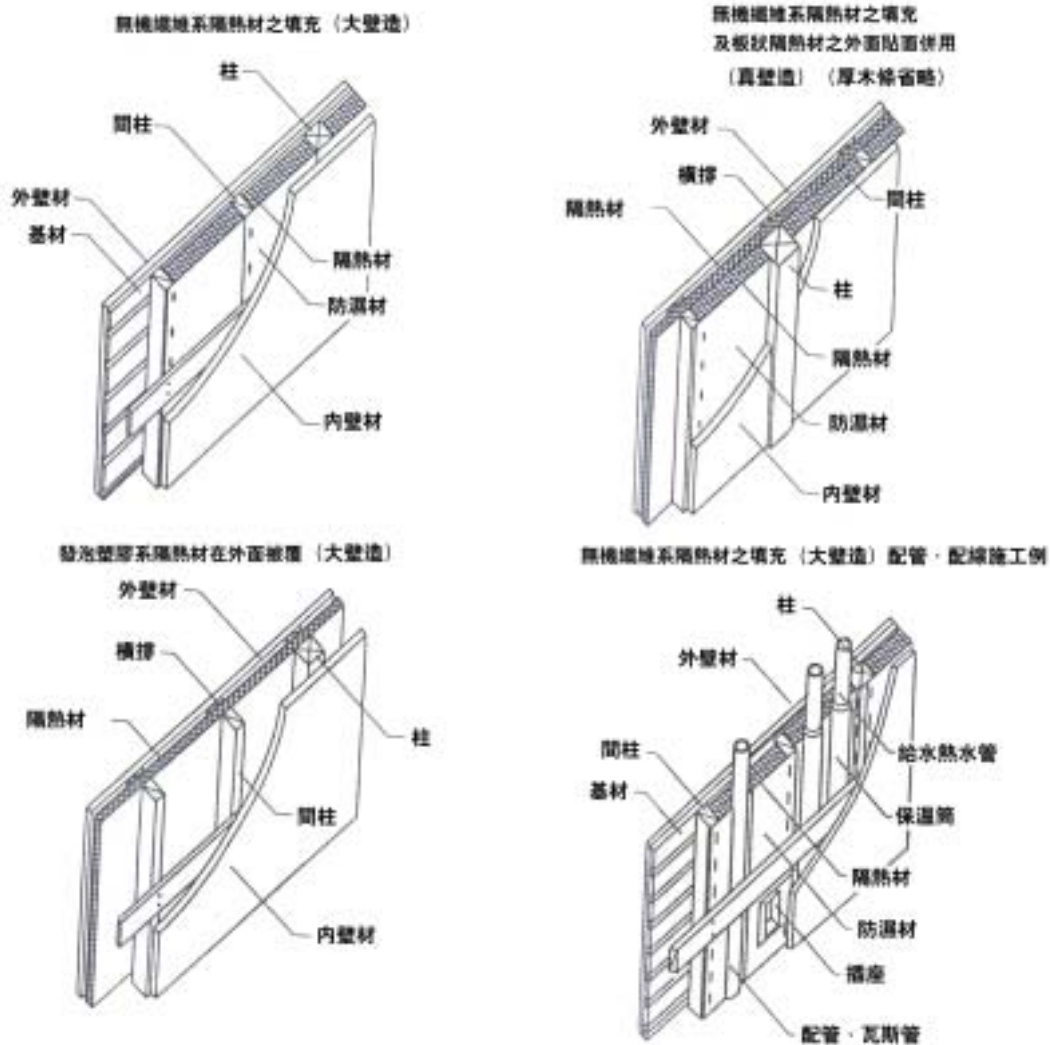 無機纖維系隔熱材之填充（大壁造）
柱
間柱
外壁材
基材
隔熱材
防濕材
內壁材
無機纖維系隔熱材之填充
及板狀隔熱材之外面貼面併用
（真壁造）（厚木條省略）
外壁材
橫撐
隔熱材
間柱
柱
隔熱材
防濕材
內壁材
發泡塑膠系隔熱材在外面被覆（大壁造）
外壁材
橫撐
隔熱材
柱
間柱
內壁材
無機纖維系隔熱材之填充（大壁造）配管．配線施工例
柱
外壁材
間柱
基材
給水熱水管
保溫筒
隔熱材
防濕材
插座
配管．瓦斯管